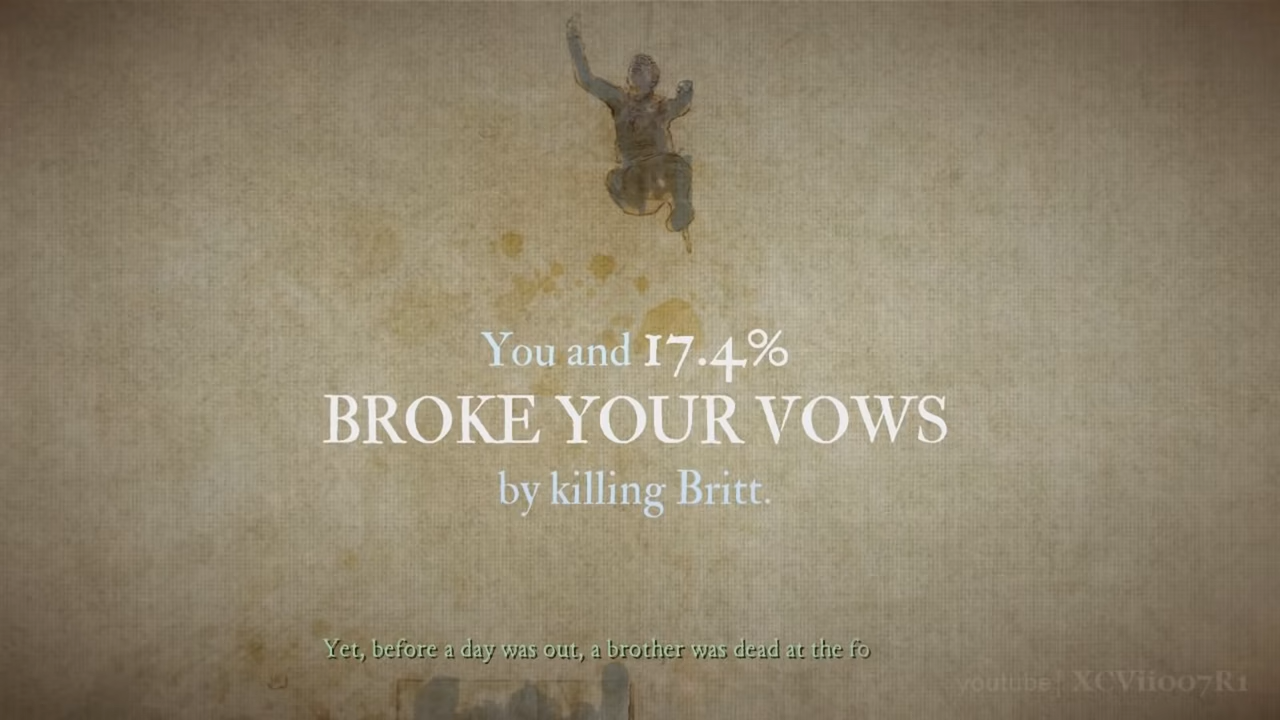 You and 17.4%
BROKE YOUR VOWS
by killing Britt.
Yet, before a day was out, a brother was dead at the fo
youtube | XCVii007R1